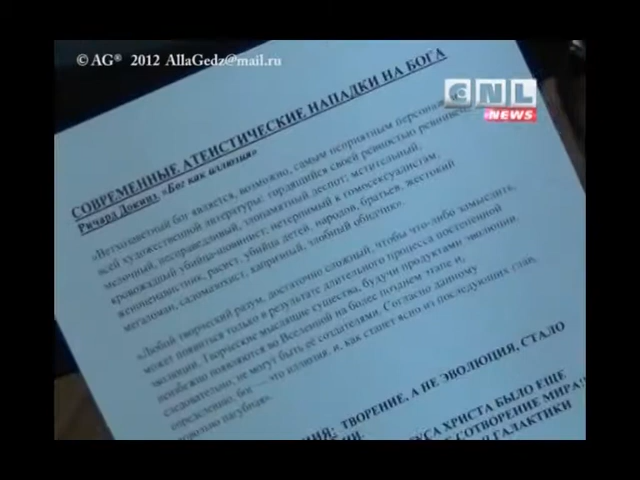 © AG® 2012 AllaGedz@mail.ru
CNL
NEWS
СОВРЕМЕННЫЕ АТЕИСТИЧЕСКИЕ НАПАДКИ НА БОГА
Ричард Докинз. «Бог как иллюзия»
«Ветхозаветный бог является, возможно, самым неприятным персонажем
всей художественной литературы: гордящийся своей ревностью ревнивец,
мелочный, несправедливый, злопамятный деспот; мстительный,
кровожадный убийца-шовинист; нетерпимый к гомосексуалистам,
женоненавистник, расист, убийца детей, народов, братьев, жестокий
мегаломан, садомазохист, капризный, злобный обидчик».
«Любой творческий разум, достаточно сложный, чтобы что-либо замыслить,
может появиться только в результате длительного процесса постепенной
эволюции. Творческие мыслящие существа, будучи продуктами эволюции,
неизбежно появляются во Вселенной на более позднем этапе и,
следовательно, не могут быть её создателями. Согласно данному
определению, бог — это иллюзия, и, как станет ясно из последующих глав,
пагубная».
ТВОРЕНИЕ, А НЕ ЭВОЛЮЦИЯ, СТАЛО
ХРИСТА БЫЛО ЕЩЕ
СОТВОРЕНИЕ МИРА!
ГАЛАКТИКИ